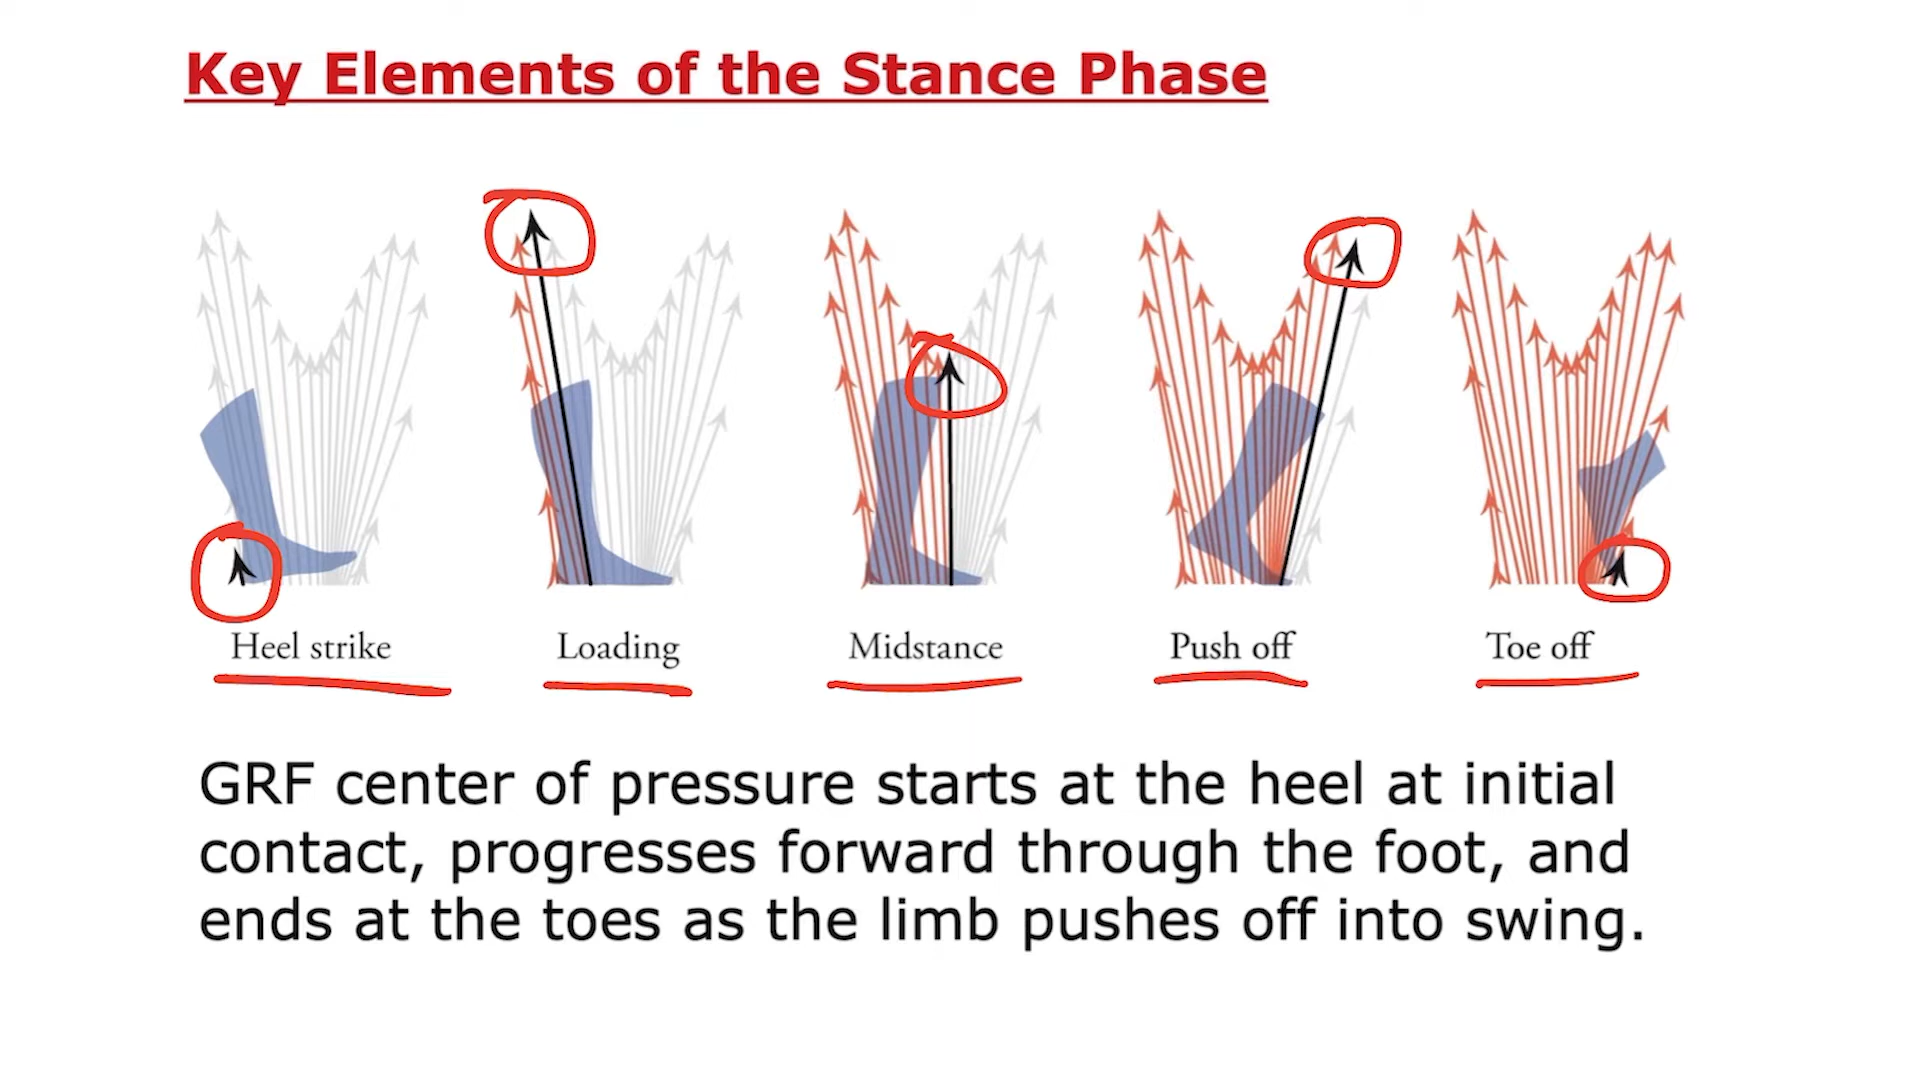 Key Elements of the Stance Phase
Heel strike
Loading
Midstance
Push off
Toe off
GRF center of pressure starts at the heel at initial
contact, progresses forward through the foot, and
ends at the toes as the limb pushes off into swing.